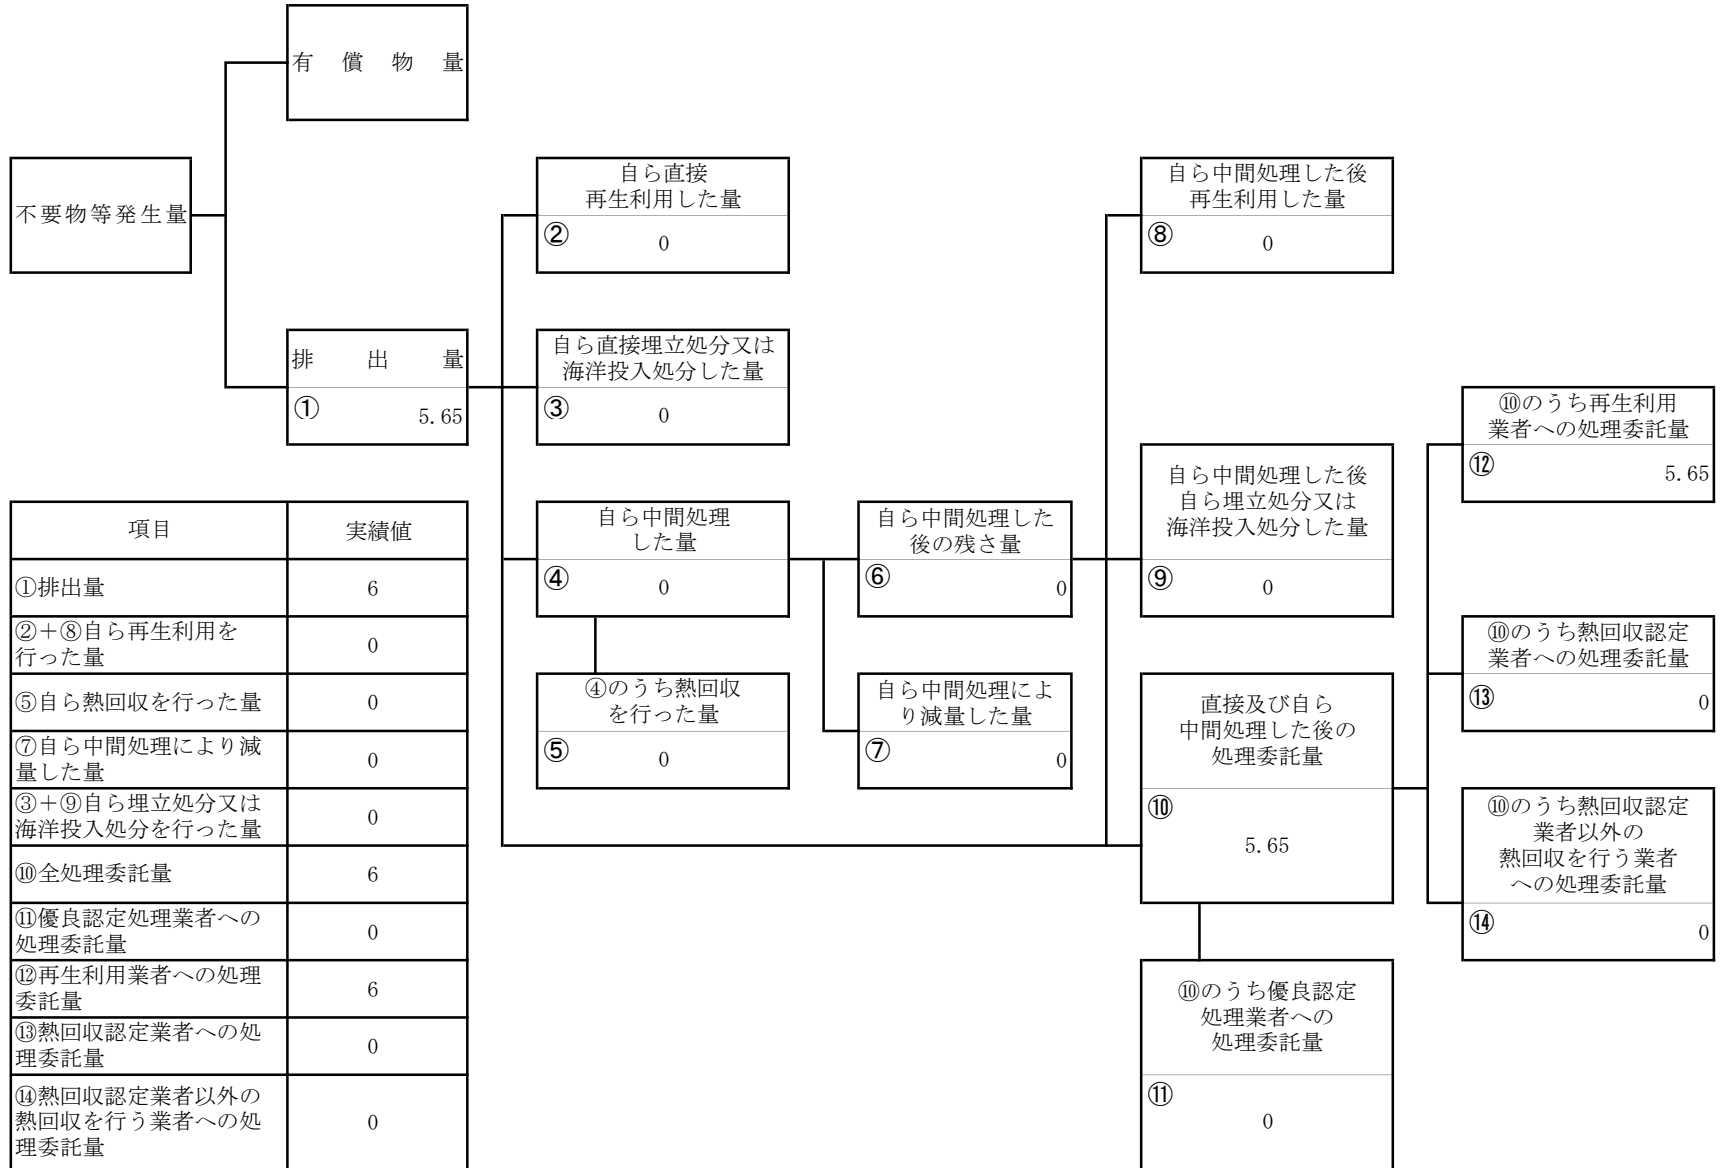 有償物量
不要物等発生量
排出量
① 5.65
自ら直接
再生利用した量
② 0
自ら直接埋立処分又は
海洋投入処分した量
③ 0
自ら中間処理
した量
④ 0
④のうち熱回収
を行った量
⑤ 0
自ら中間処理した
後の残さ量
⑥ 0
自ら中間処理によ
り減量した量
⑦ 0
自ら中間処理した後
再生利用した量
⑧ 0
自ら中間処理した後
自ら埋立処分又は
海洋投入処分した量
⑨ 0
直接及び自ら
中間処理した後の
処理委託量
⑩
5.65
⑩のうち優良認定
処理業者への
処理委託量
⑪
0
⑩のうち再生利用
業者への処理委託量
⑫ 5.65
⑩のうち熱回収認定
業者への処理委託量
⑬ 0
⑩のうち熱回収認定
業者以外の
熱回収を行う業者
への処理委託量
⑭ 0
項目 実績値
①排出量 6
②＋⑧自ら再生利用を
行った量 0
⑤自ら熱回収を行った量 0
⑦自ら中間処理により減
量した量 0
③＋⑨自ら埋立処分又は
海洋投入処分を行った量 0
⑩全処理委託量 6
⑪優良認定処理業者への
処理委託量 0
⑫再生利用業者への処理
委託量 6
⑬熱回収認定業者への処
理委託量 0
⑭熱回収認定業者以外の
熱回収を行う業者への処
理委託量 0